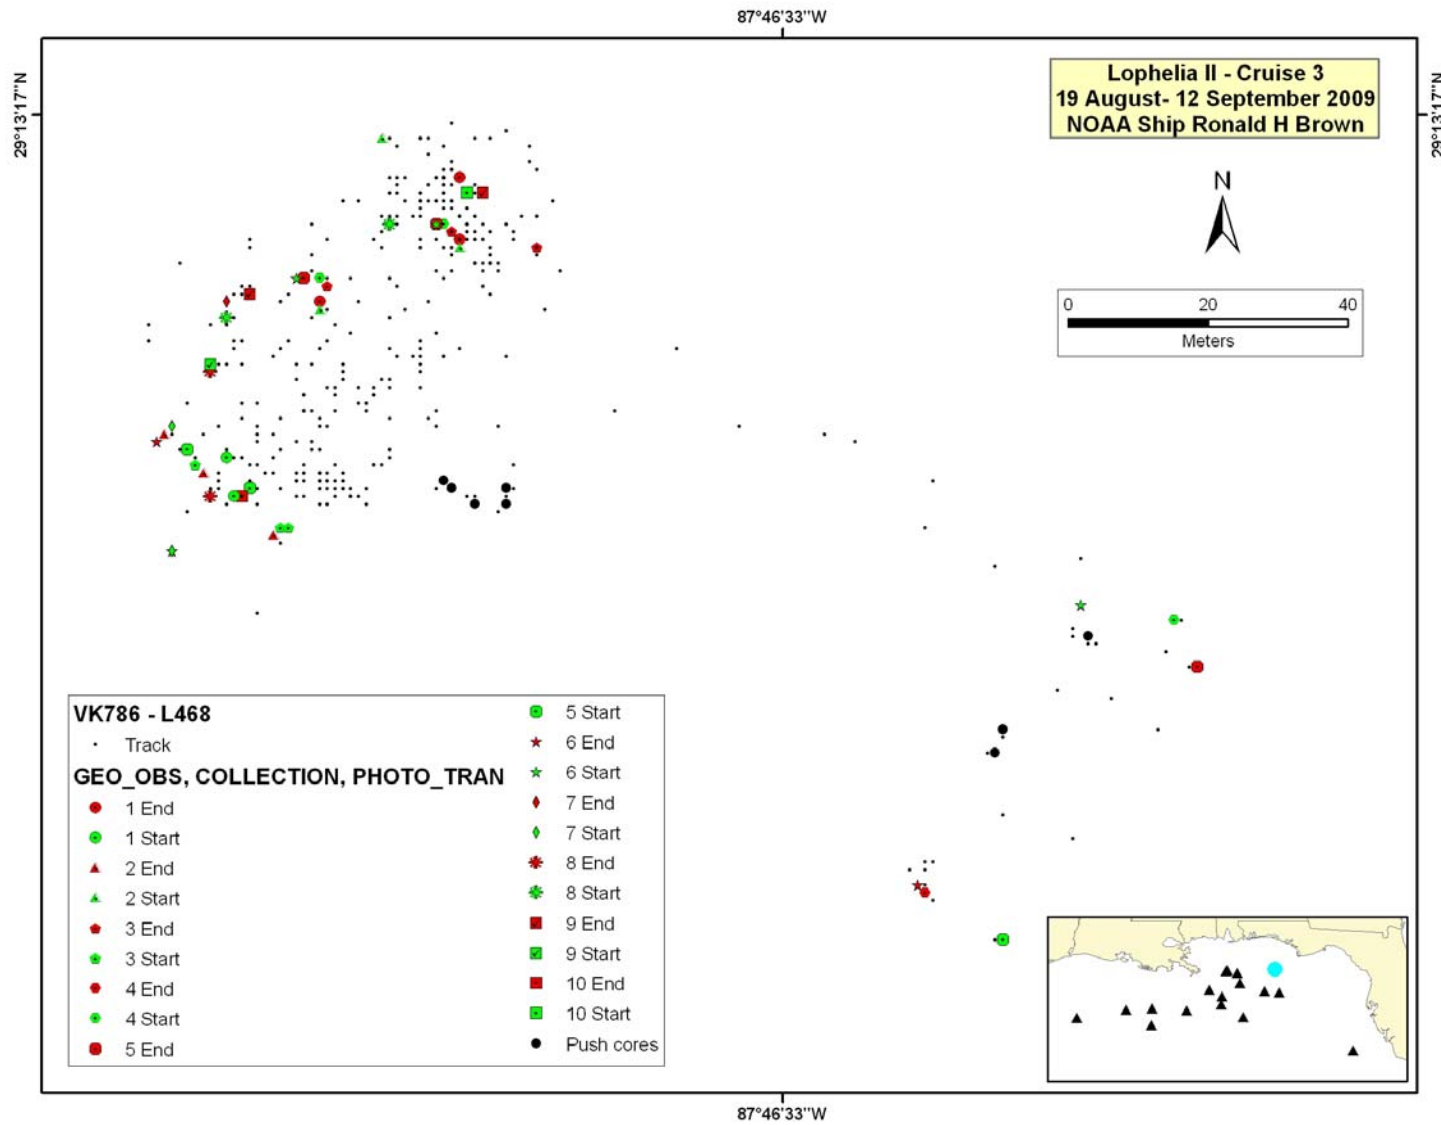 87°46'33"W
29°13'17"N
29°13'17"N
Lophelia II - Cruise 3
19 August- 12 September 2009
NOAA Ship Ronald H Brown
N
0 20 40
Meters
VK786 - L468
Track
GEO_OBS, COLLECTION, PHOTO_TRAN
1 End
1 Start
2 End
2 Start
3 End
3 Start
4 End
4 Start
5 End
5 Start
6 End
6 Start
7 End
7 Start
8 End
8 Start
9 End
9 Start
10 End
10 Start
Push cores
87°46'33"W